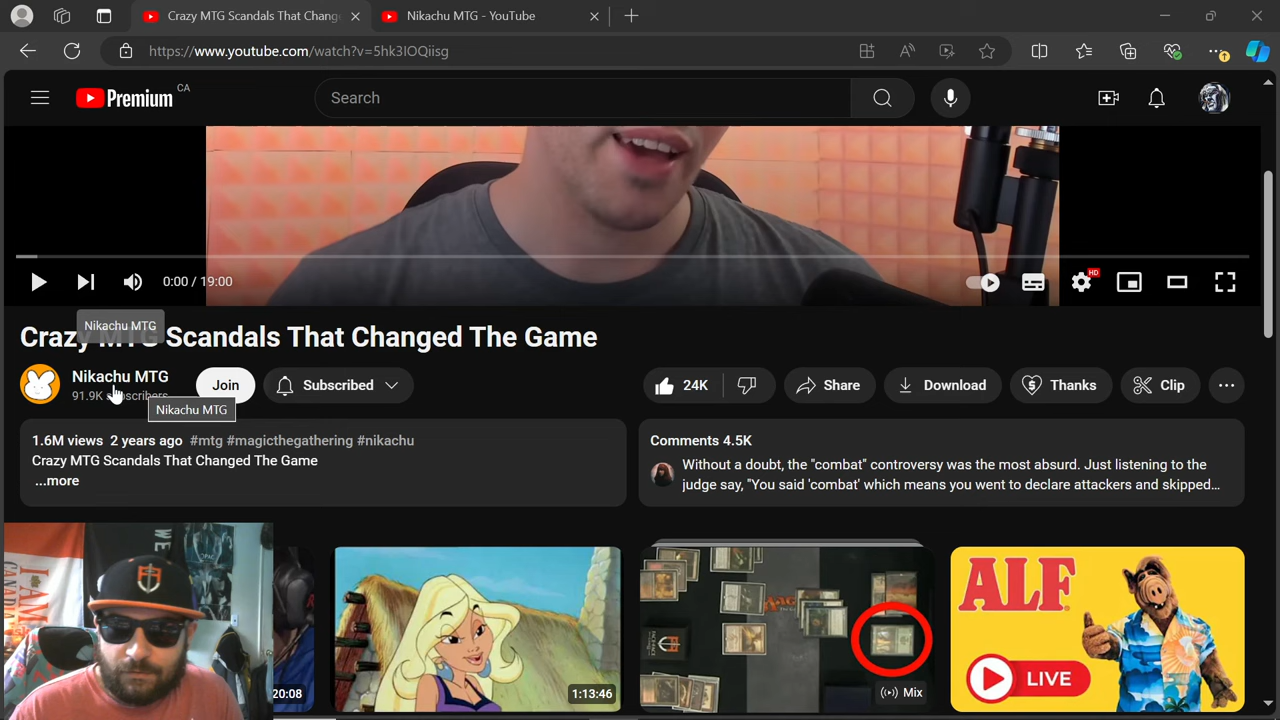 Crazy MTG Scandals That Chang
Nikachu MTG - YouTube
https://www.youtube.com/watch?v=5hk3IOQiisg
Premium CA
Search
0:00 / 19:00
HD
Nikachu MTG
Crazy MTG Scandals That Changed The Game
Nikachu MTG
91.9K subscribers
Join
Subscribed
24K
Share
Download
Thanks
Clip
Nikachu MTG
1.6M views 2 years ago #mtg #magicthegathering #nikachu
Crazy MTG Scandals That Changed The Game
...more
Comments 4.5K
Without a doubt, the "combat" controversy was the most absurd. Just listening to the
judge say, "You said 'combat' which means you went to declare attackers and skipped...
20:08
1:13:46
Mix
ALF
LIVE